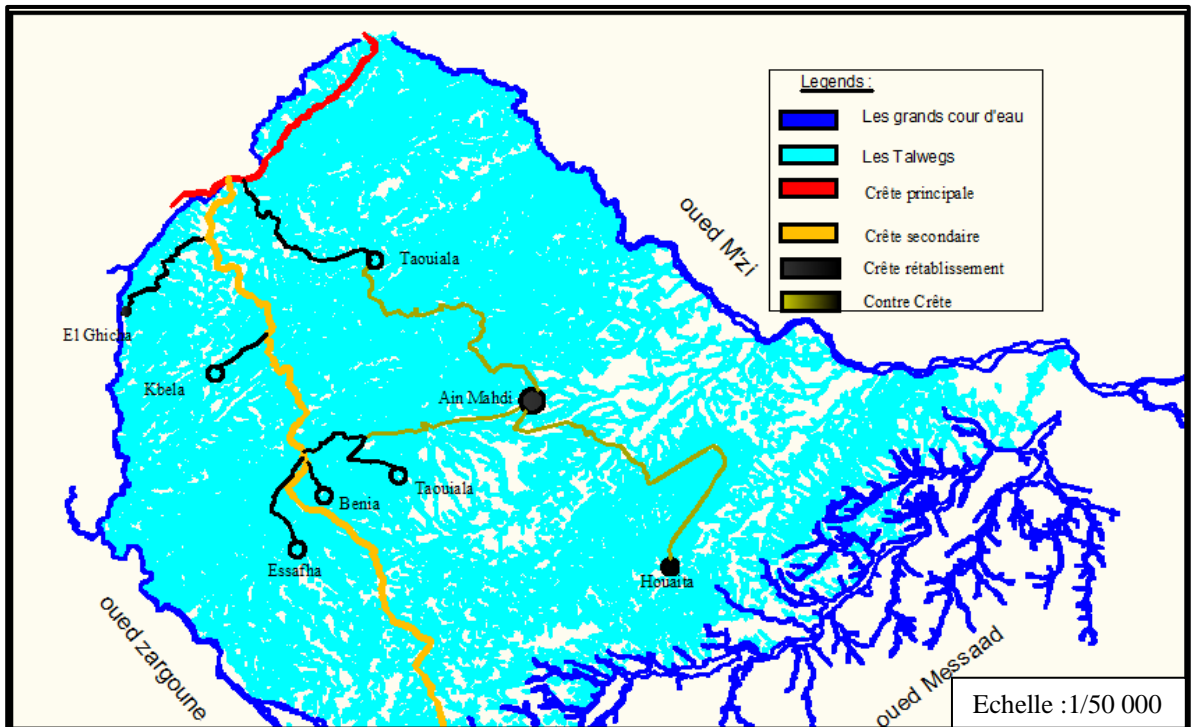 Legends :
Les grands cour d'eau
Les Talwegs
Crête principale
Crête secondaire
Crête rétablissement
Contre Crête
oued M'zi
Taouiala
El Ghicha
Kbela
Ain Mahdi
Taouiala
Benia
Essafha
Houaita
oued zargoune
oued Messaad
Echelle :1/50 000